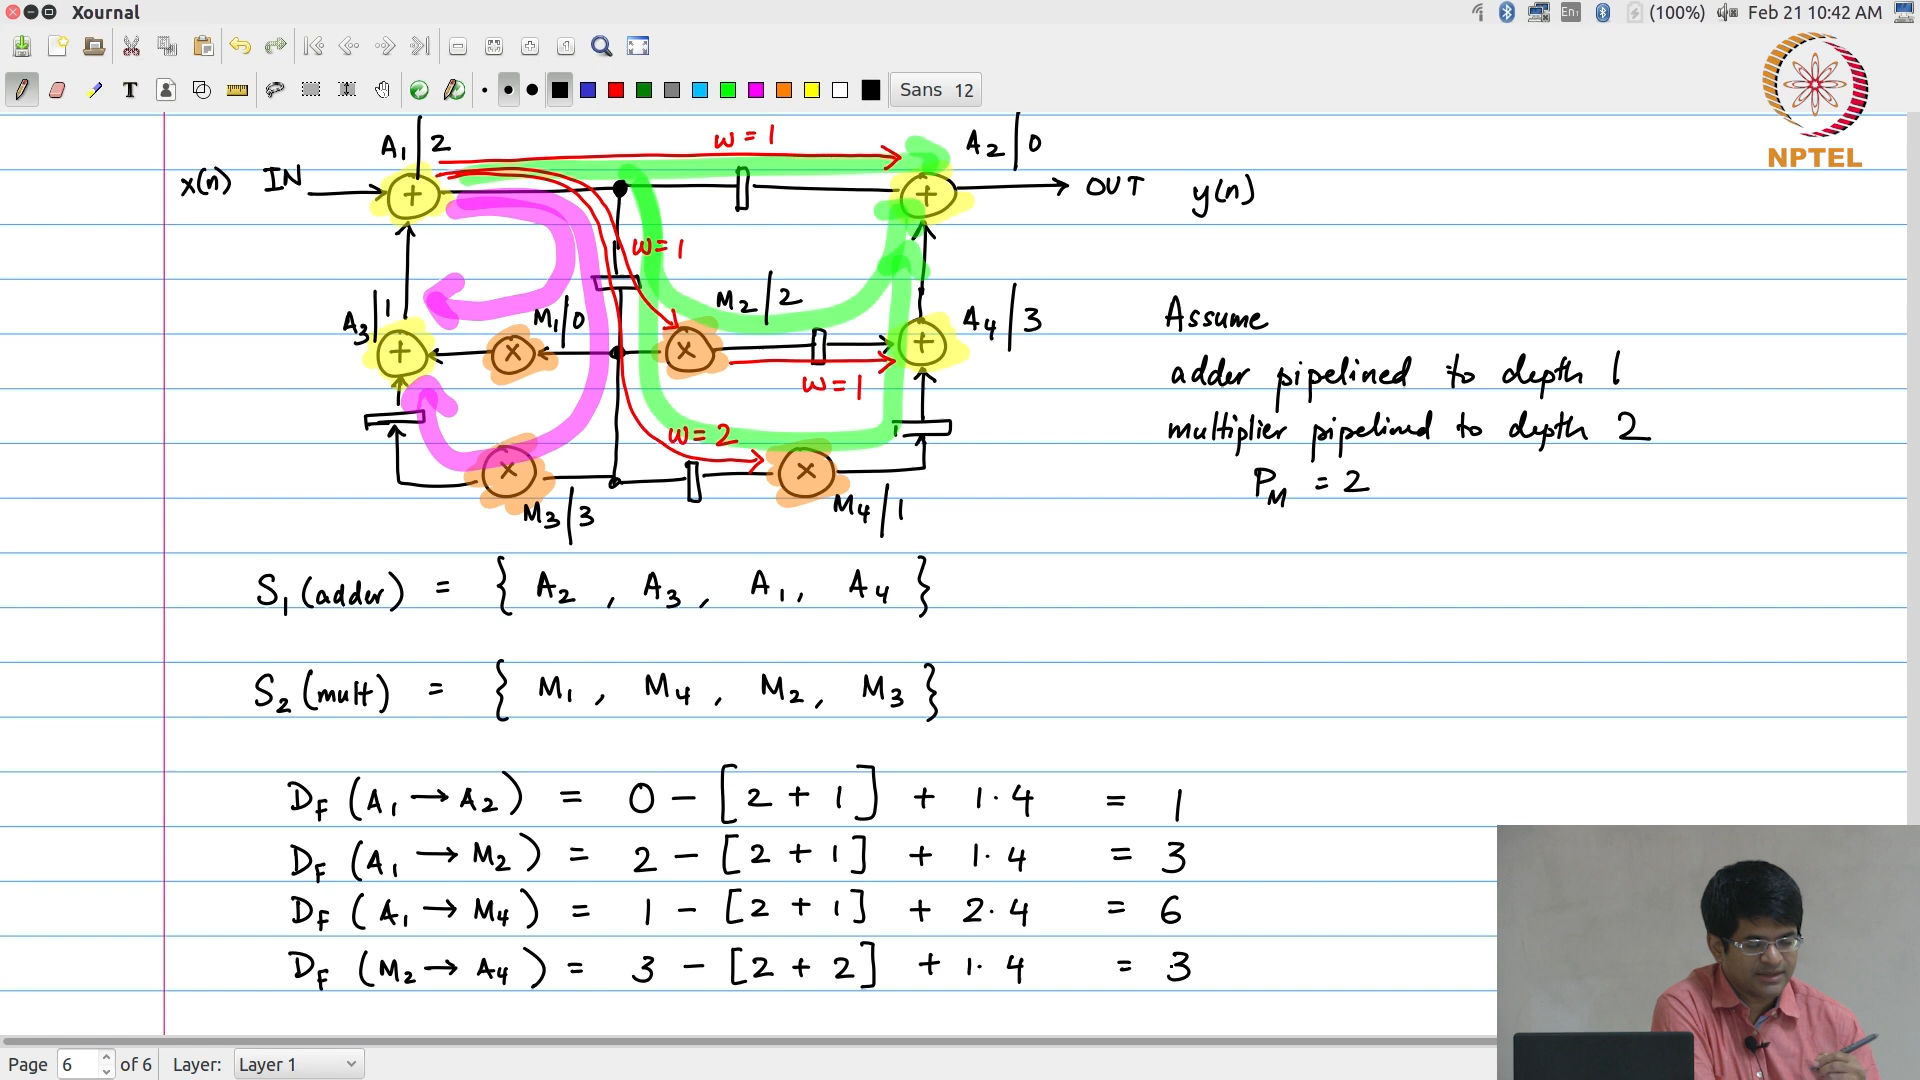 Xournal
(100%) Feb 21 10:42 AM
En1
Sans 12
NPTEL
A1|2
w = 1
A2|0
x(n) IN
OUT y(n)
w = 1
A3|1
M1|0
M2|2
A4|3
w = 1
w = 2
M3|3
M4|1
Assume
adder pipelined to depth 1
multiplier pipelined to depth 2
PM = 2
S1 (adder) = { A2 , A3 , A1 , A4 }
S2 (mult) = { M1 , M4 , M2 , M3 }
DF (A1 → A2) = 0 - [2 + 1] + 1·4 = 1
DF (A1 → M2) = 2 - [2 + 1] + 1·4 = 3
DF (A1 → M4) = 1 - [2 + 1] + 2·4 = 6
DF (M2 → A4) = 3 - [2 + 2] + 1·4 = 3
Page 6 of 6 Layer: Layer 1